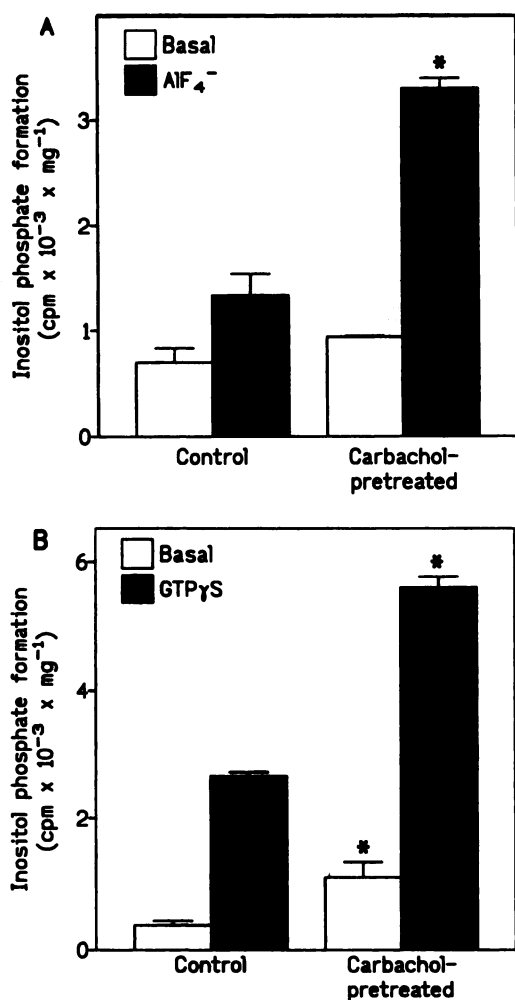 A
Basal
AlF₄⁻
Inositol phosphate formation
(cpm x 10⁻³ x mg⁻¹)
3
2
1
0
*
Control
Carbachol-
pretreated
B
Basal
GTPγS
Inositol phosphate formation
(cpm x 10⁻³ x mg⁻¹)
6
4
2
0
*
*
Control
Carbachol-
pretreated